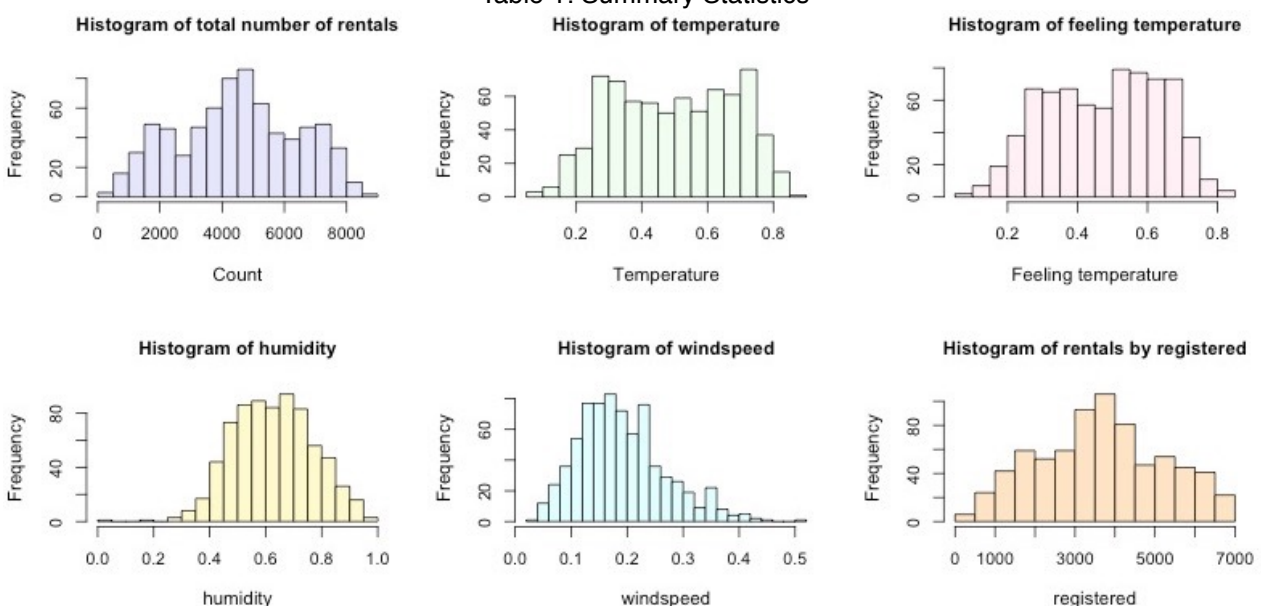 Table 1: Summary Statistics
Histogram of total number of rentals
Frequency
0 20 60
0 2000 4000 6000 8000
Count
Histogram of temperature
Frequency
0 20 40 60
0.2 0.4 0.6 0.8
Temperature
Histogram of feeling temperature
Frequency
0 20 60
0.2 0.4 0.6 0.8
Feeling temperature
Histogram of humidity
Frequency
0 40 80
0.0 0.2 0.4 0.6 0.8 1.0
humidity
Histogram of windspeed
Frequency
0 20 60
0.0 0.1 0.2 0.3 0.4 0.5
windspeed
Histogram of rentals by registered
Frequency
0 40 80
0 1000 3000 5000 7000
registered